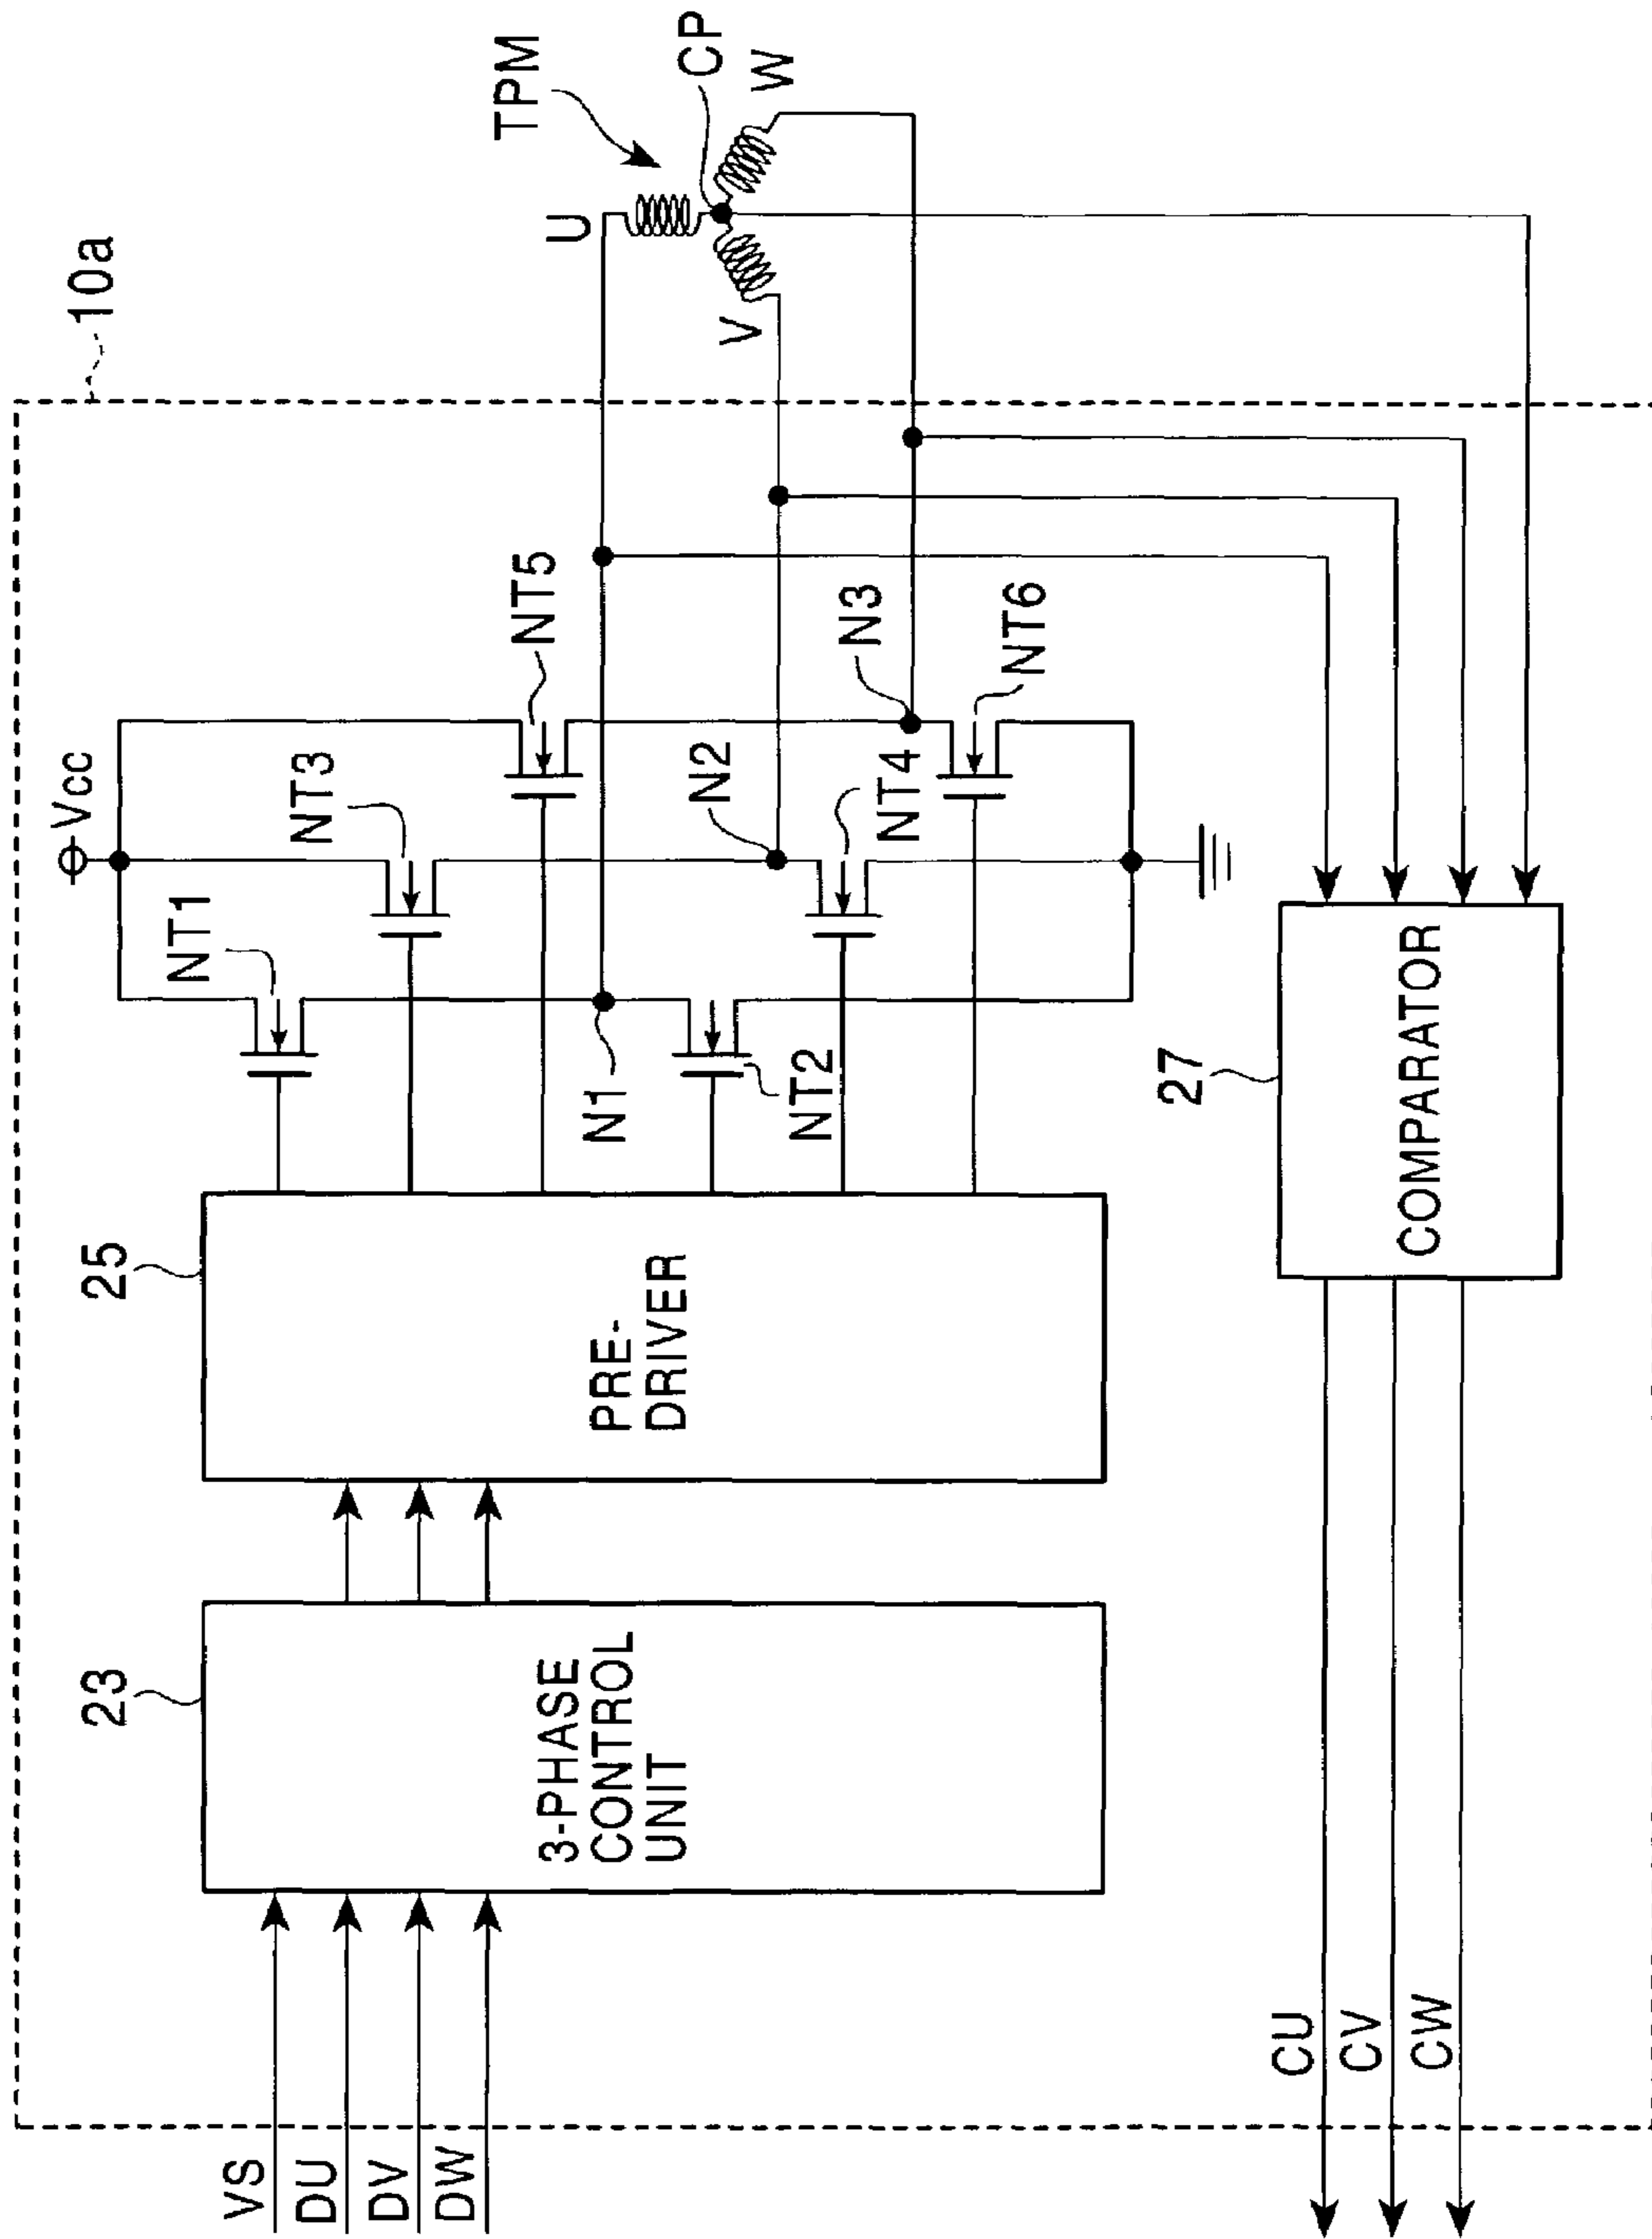 10a
TPM
CP
U
V
W
Vcc
NT1
NT3
NT5
N1
N2
N3
NT2
NT4
NT6
23
3-PHASE
CONTROL
UNIT
25
PRE-
DRIVER
27
COMPARATOR
VS
DU
DV
DW
CU
CV
CW